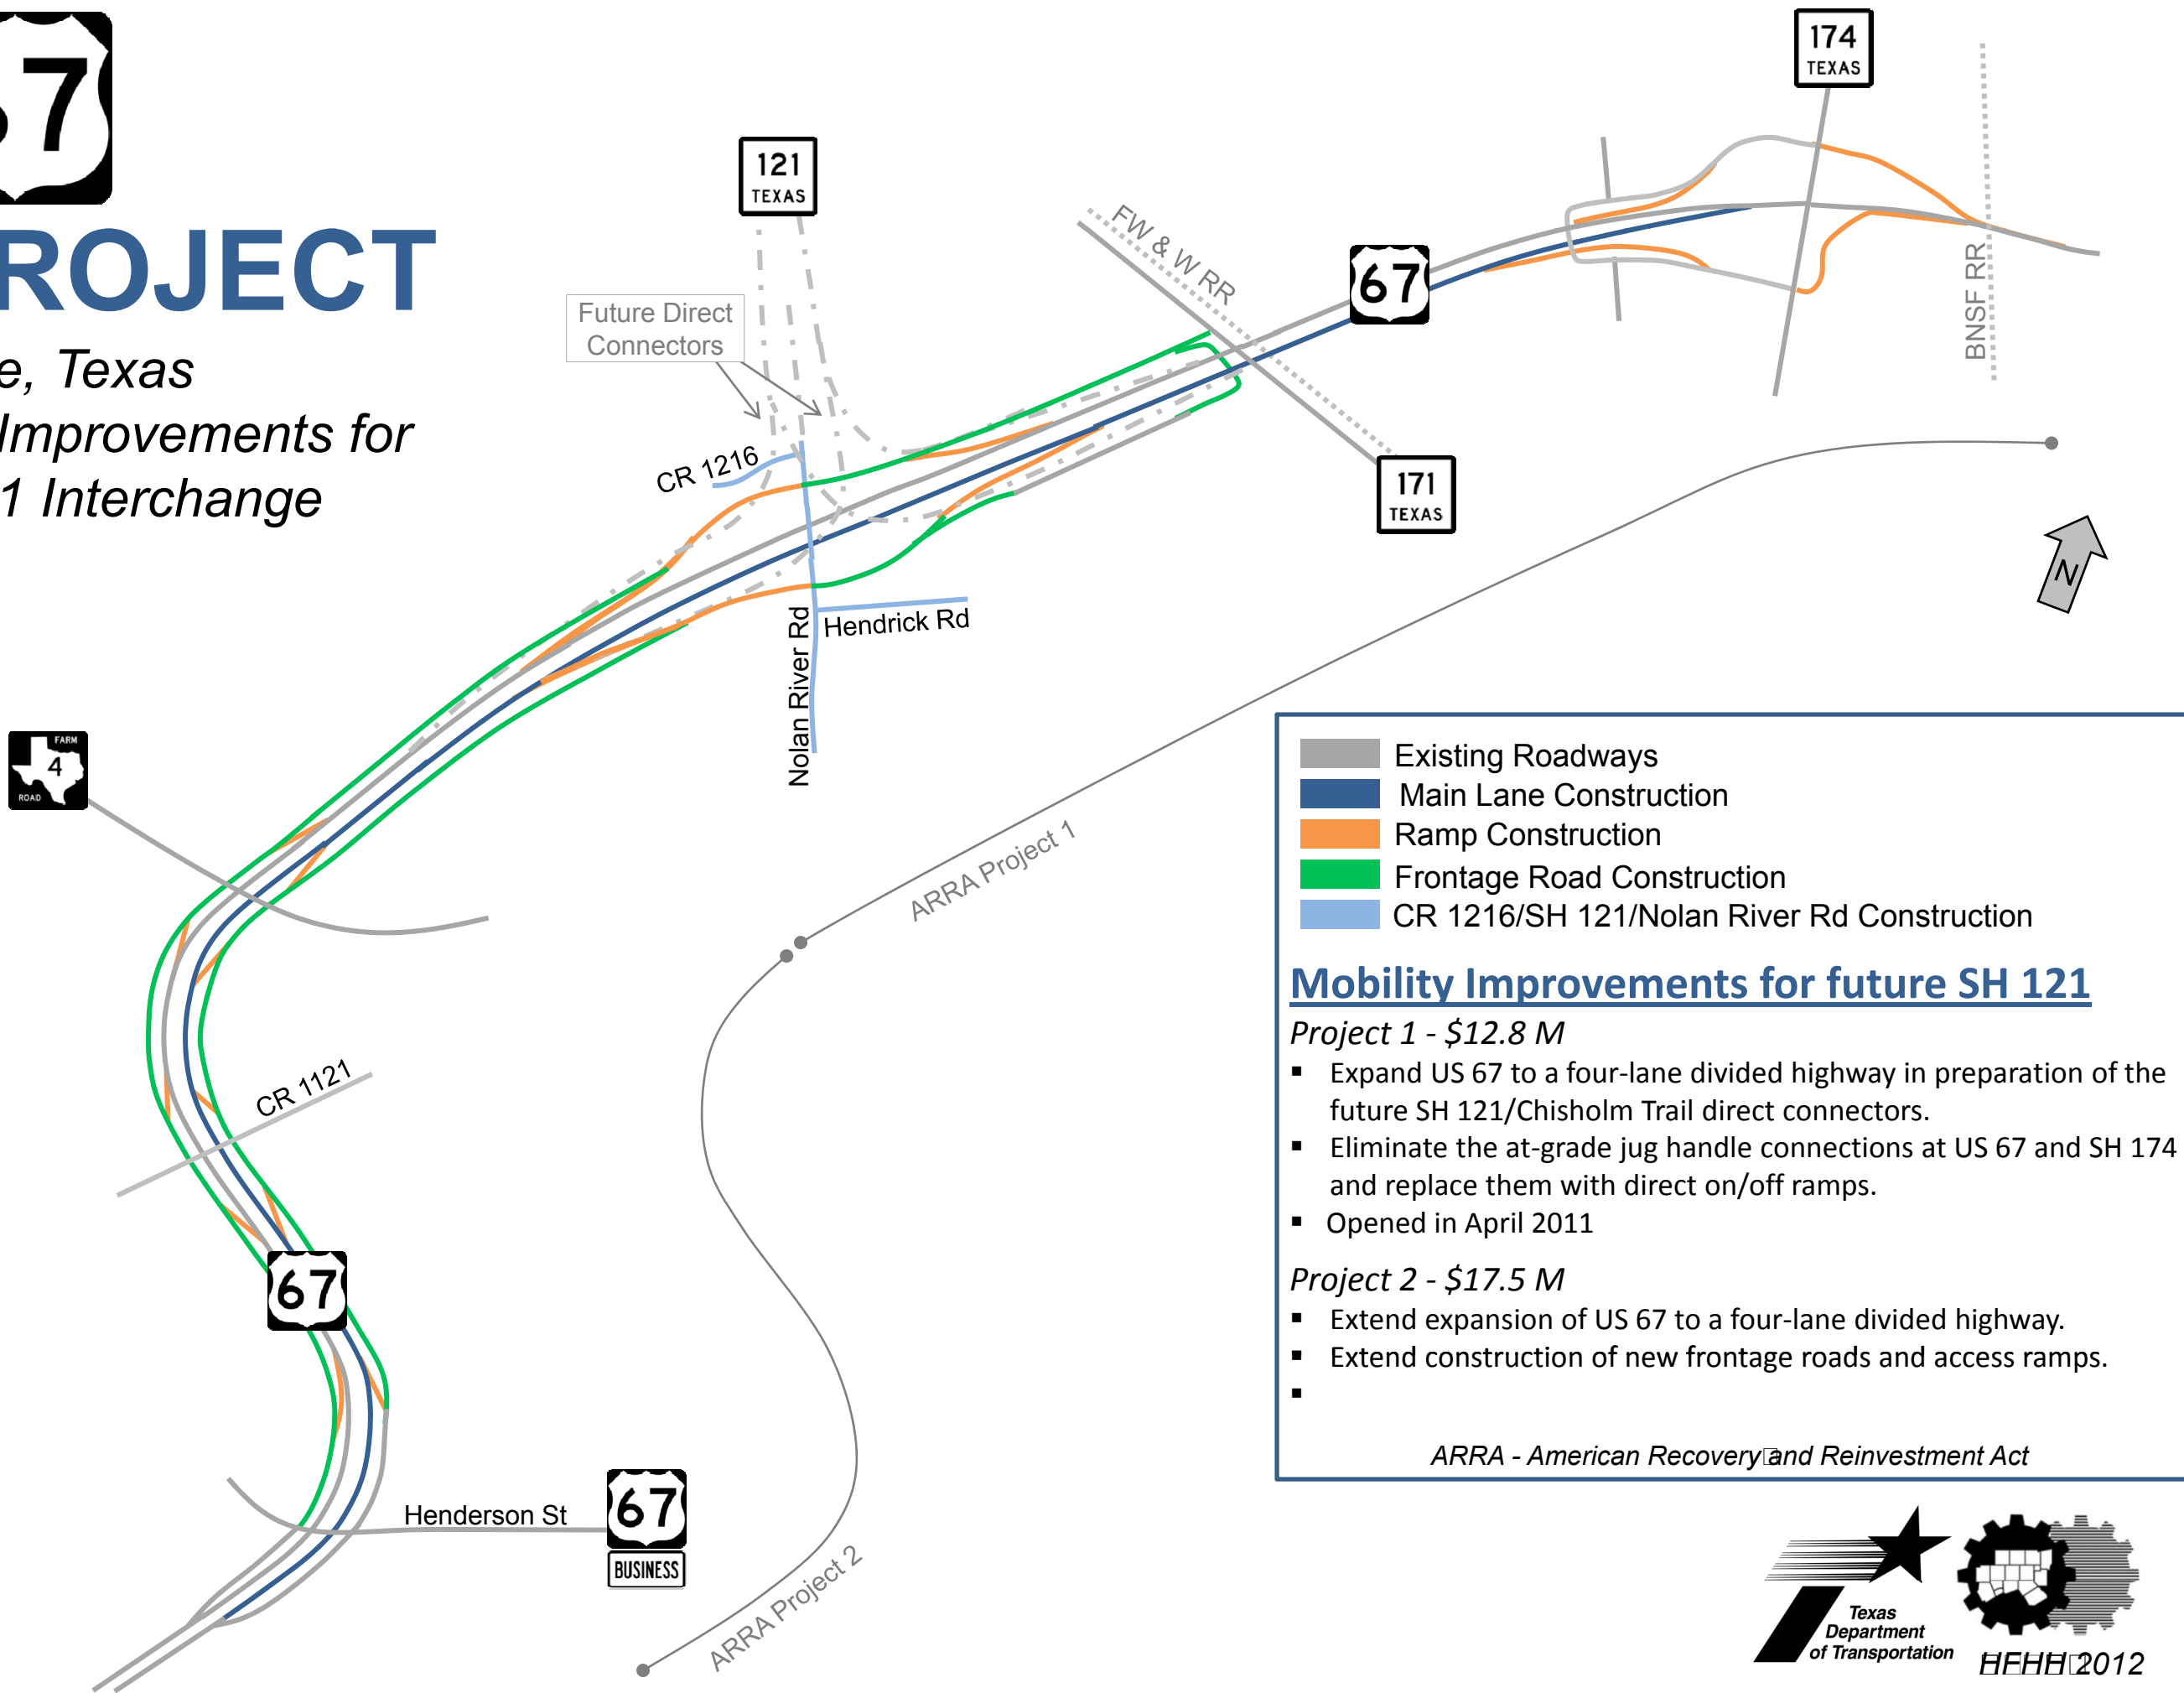 67
ROJECT
e, Texas
Improvements for
1 Interchange
121
TEXAS
174
TEXAS
Future Direct
Connectors
FW & W RR
67
BNSF RR
CR 1216
171
TEXAS
N
Hendrick Rd
Nolan River Rd
FARM
4
ROAD
ARRA Project 1
CR 1121
67
Henderson St
67
BUSINESS
ARRA Project 2
Existing Roadways
Main Lane Construction
Ramp Construction
Frontage Road Construction
CR 1216/SH 121/Nolan River Rd Construction
Mobility Improvements for future SH 121
Project 1 - $12.8 M
▪ Expand US 67 to a four-lane divided highway in preparation of the
future SH 121/Chisholm Trail direct connectors.
▪ Eliminate the at-grade jug handle connections at US 67 and SH 174
and replace them with direct on/off ramps.
▪ Opened in April 2011
Project 2 - $17.5 M
▪ Extend expansion of US 67 to a four-lane divided highway.
▪ Extend construction of new frontage roads and access ramps.
▪
ARRA - American Recovery and Reinvestment Act
Texas
Department
of Transportation
2012